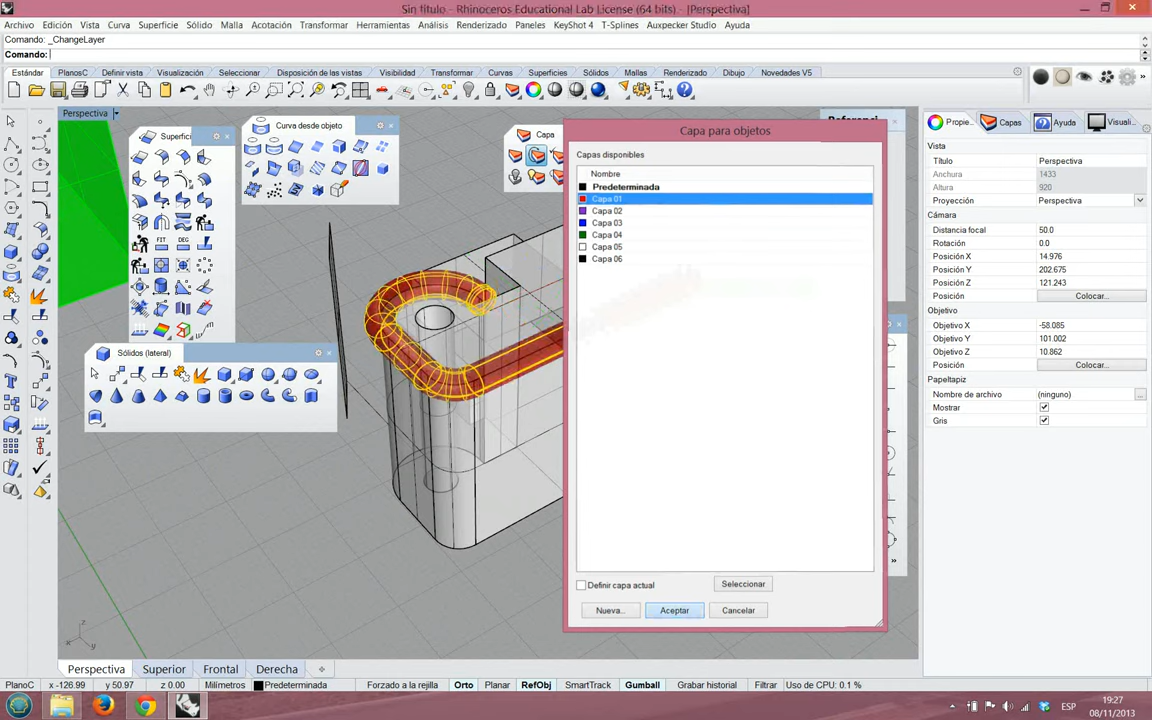 Sin título - Rhinoceros Educational Lab License (64 bits) - [Perspectiva]
Archivo Edición Vista Curva Superficie Sólido Malla Acotación Transformar Herramientas Análisis Renderizado Paneles KeyShot 4 T-Splines Auxpecker Studio Ayuda
Comando: _ChangeLayer
Comando:
Estándar PlanosC Definir vista Visualización Seleccionar Disposición de las vistas Visibilidad Transformar Curvas Superficies Sólidos Mallas Renderizado Dibujo Novedades V5
Perspectiva
Superfici
Curva desde objeto
Capa
Capa para objetos
Propie... Capas Ayuda Visuali...
Capas disponibles
Nombre
Predeterminada
Capa 01
Capa 02
Capa 03
Capa 04
Capa 05
Capa 06
Definir capa actual
Seleccionar
Nueva... Aceptar Cancelar
Vista
Título Perspectiva
Anchura 1433
Altura 920
Proyección Perspectiva
Cámara
Distancia focal 50.0
Rotación 0.0
Posición X 14.976
Posición Y 202.675
Posición Z 121.243
Posición Colocar...
Objetivo
Objetivo X -58.085
Objetivo Y 101.002
Objetivo Z 10.862
Posición Colocar...
Papeltapiz
Nombre de archivo (ninguno) ...
Mostrar
Gris
FIT DEG
Sólidos (lateral)
z
x y
Perspectiva Superior Frontal Derecha
PlanoC x -126.99 y 50.97 z 0.00 Milímetros Predeterminada Forzado a la rejilla Orto Planar RefObj SmartTrack Gumball Grabar historial Filtrar Uso de CPU: 0.1 %
ESP
19:27
08/11/2013